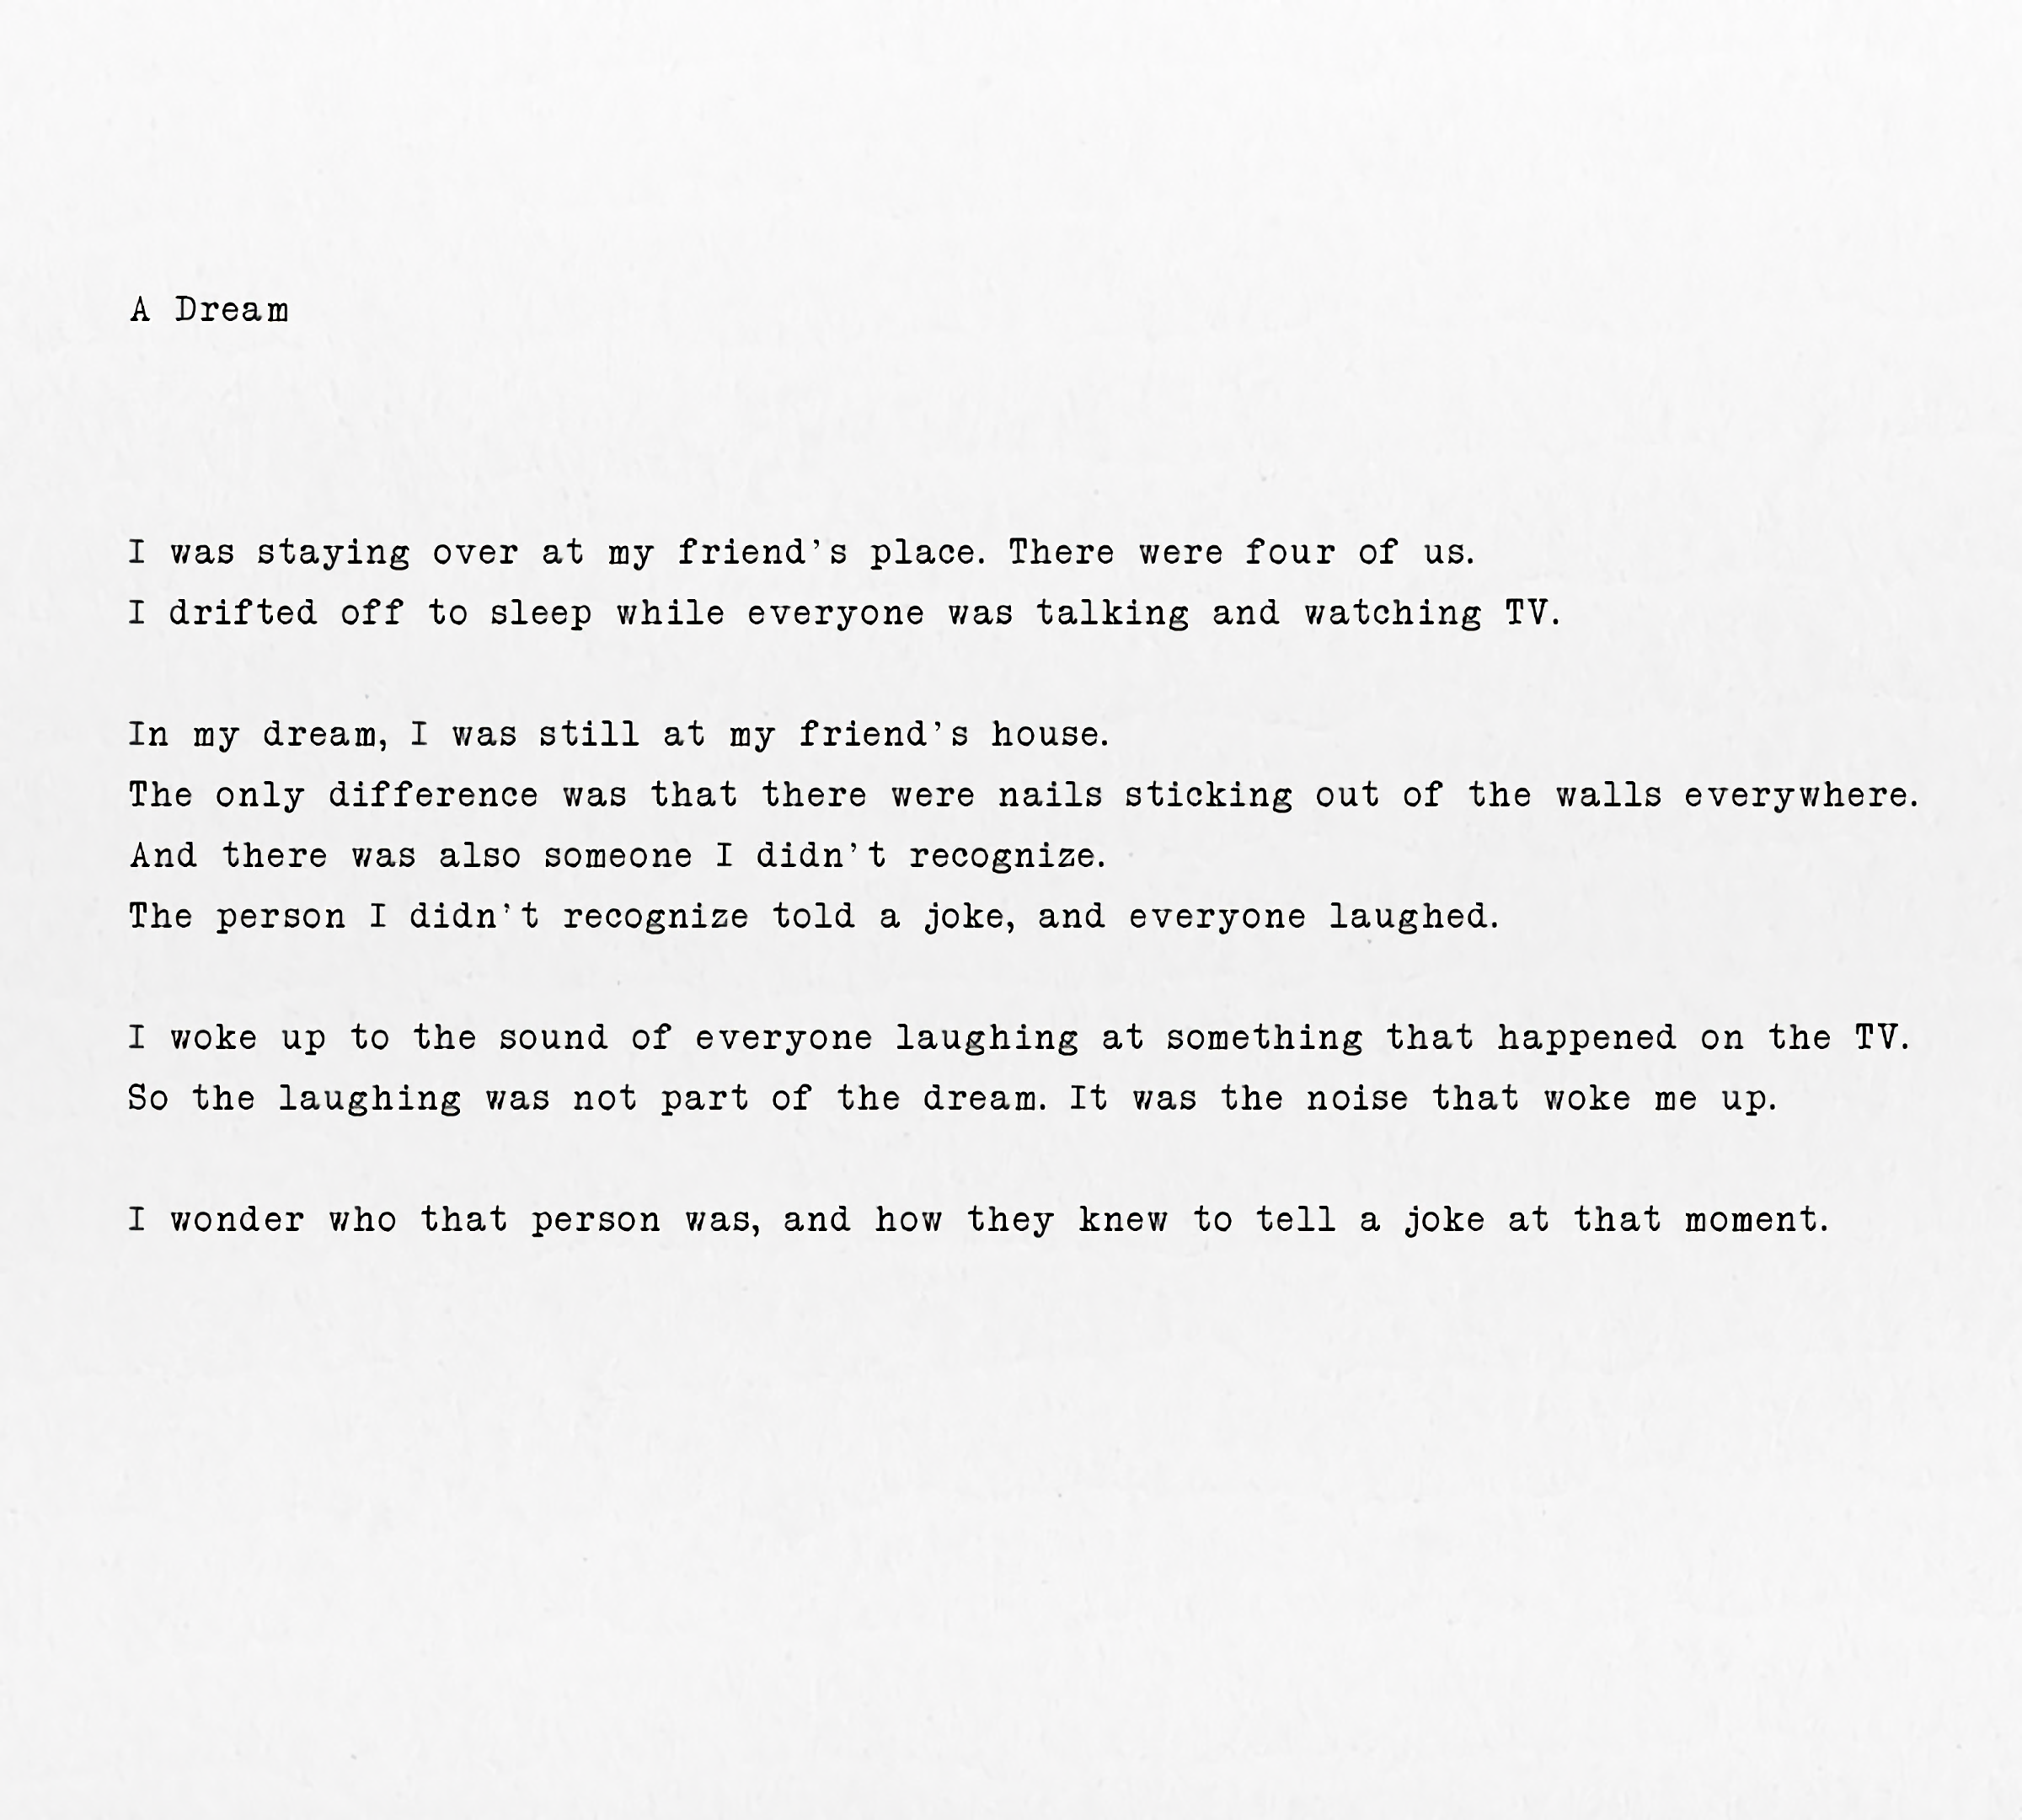 A Dream
I was staying over at my friend’s place. There were four of us.
I drifted off to sleep while everyone was talking and watching TV.
In my dream, I was still at my friend’s house.
The only difference was that there were nails sticking out of the walls everywhere.
And there was also someone I didn’t recognize.
The person I didn't recognize told a joke, and everyone laughed.
I woke up to the sound of everyone laughing at something that happened on the TV.
So the laughing was not part of the dream. It was the noise that woke me up.
I wonder who that person was, and how they knew to tell a joke at that moment.